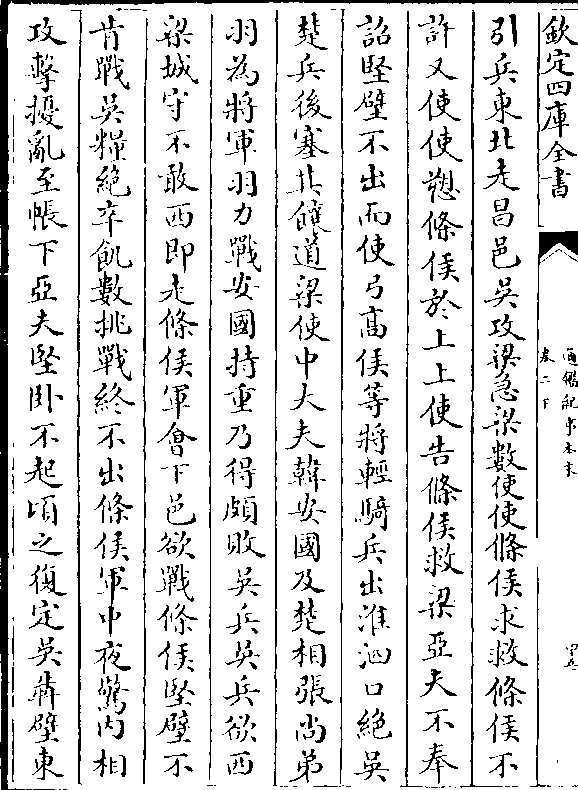 欽定四庫全書
通鑑紀事本末
卷二下
引兵東北走昌邑吳攻梁急梁數使使條侯求救條侯不
許又使使愬條侯於上上使告條侯救梁亞夫不奉
詔堅壁不出而使弓髙侯等將輕騎兵出淮泗口絶吳
楚兵後塞其饟道梁使中大夫韓安國及楚相張尚弟
羽為將軍羽力戰安國持重乃得頗敗吳兵吳兵欲西
梁城守不敢西即走條侯軍會下邑欲戰條侯堅壁不
肯戰吳糧絶卒飢數挑戰終不出條侯軍中夜驚内相
攻擊擾亂至帳下亞夫堅卧不起頃之復定吳犇壁東